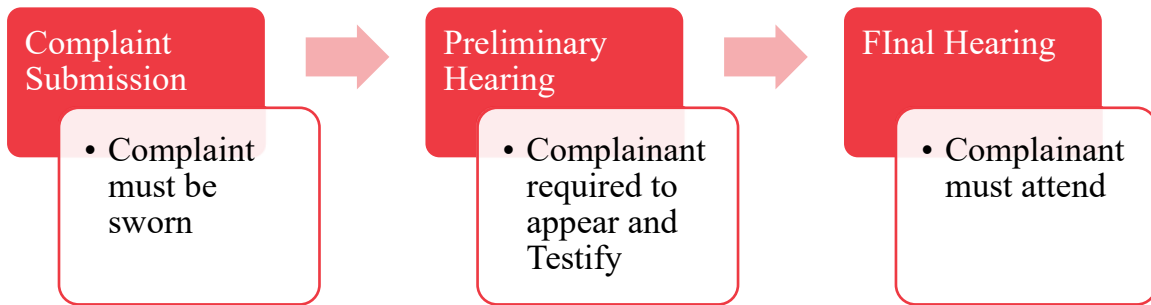 Complaint
Submission
• Complaint
must be
sworn
Preliminary
Hearing
• Complainant
required to
appear and
Testify
FInal Hearing
• Complainant
must attend